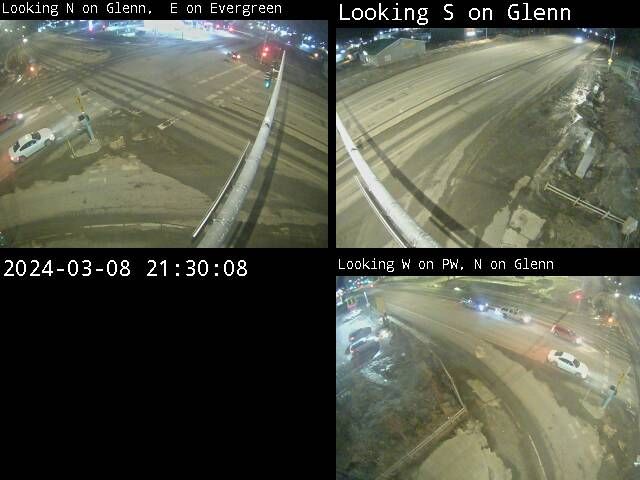 Looking N on Glenn, E on Evergreen
Looking S on Glenn
2024-03-08 21:30:08
Looking W on PW, N on Glenn